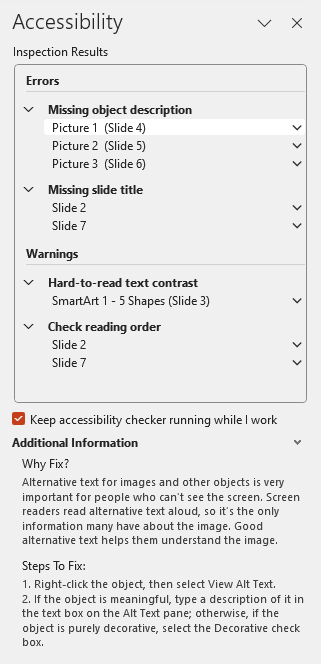 Accessibility
Inspection Results
Errors
Missing object description
Picture 1 (Slide 4)
Picture 2 (Slide 5)
Picture 3 (Slide 6)
Missing slide title
Slide 2
Slide 7
Warnings
Hard-to-read text contrast
SmartArt 1 - 5 Shapes (Slide 3)
Check reading order
Slide 2
Slide 7
Keep accessibility checker running while I work
Additional Information
Why Fix?
Alternative text for images and other objects is very
important for people who can't see the screen. Screen
readers read alternative text aloud, so it's the only
information many have about the image. Good
alternative text helps them understand the image.
Steps To Fix:
1. Right-click the object, then select View Alt Text.
2. If the object is meaningful, type a description of it in
the text box on the Alt Text pane; otherwise, if the
object is purely decorative, select the Decorative check
box.